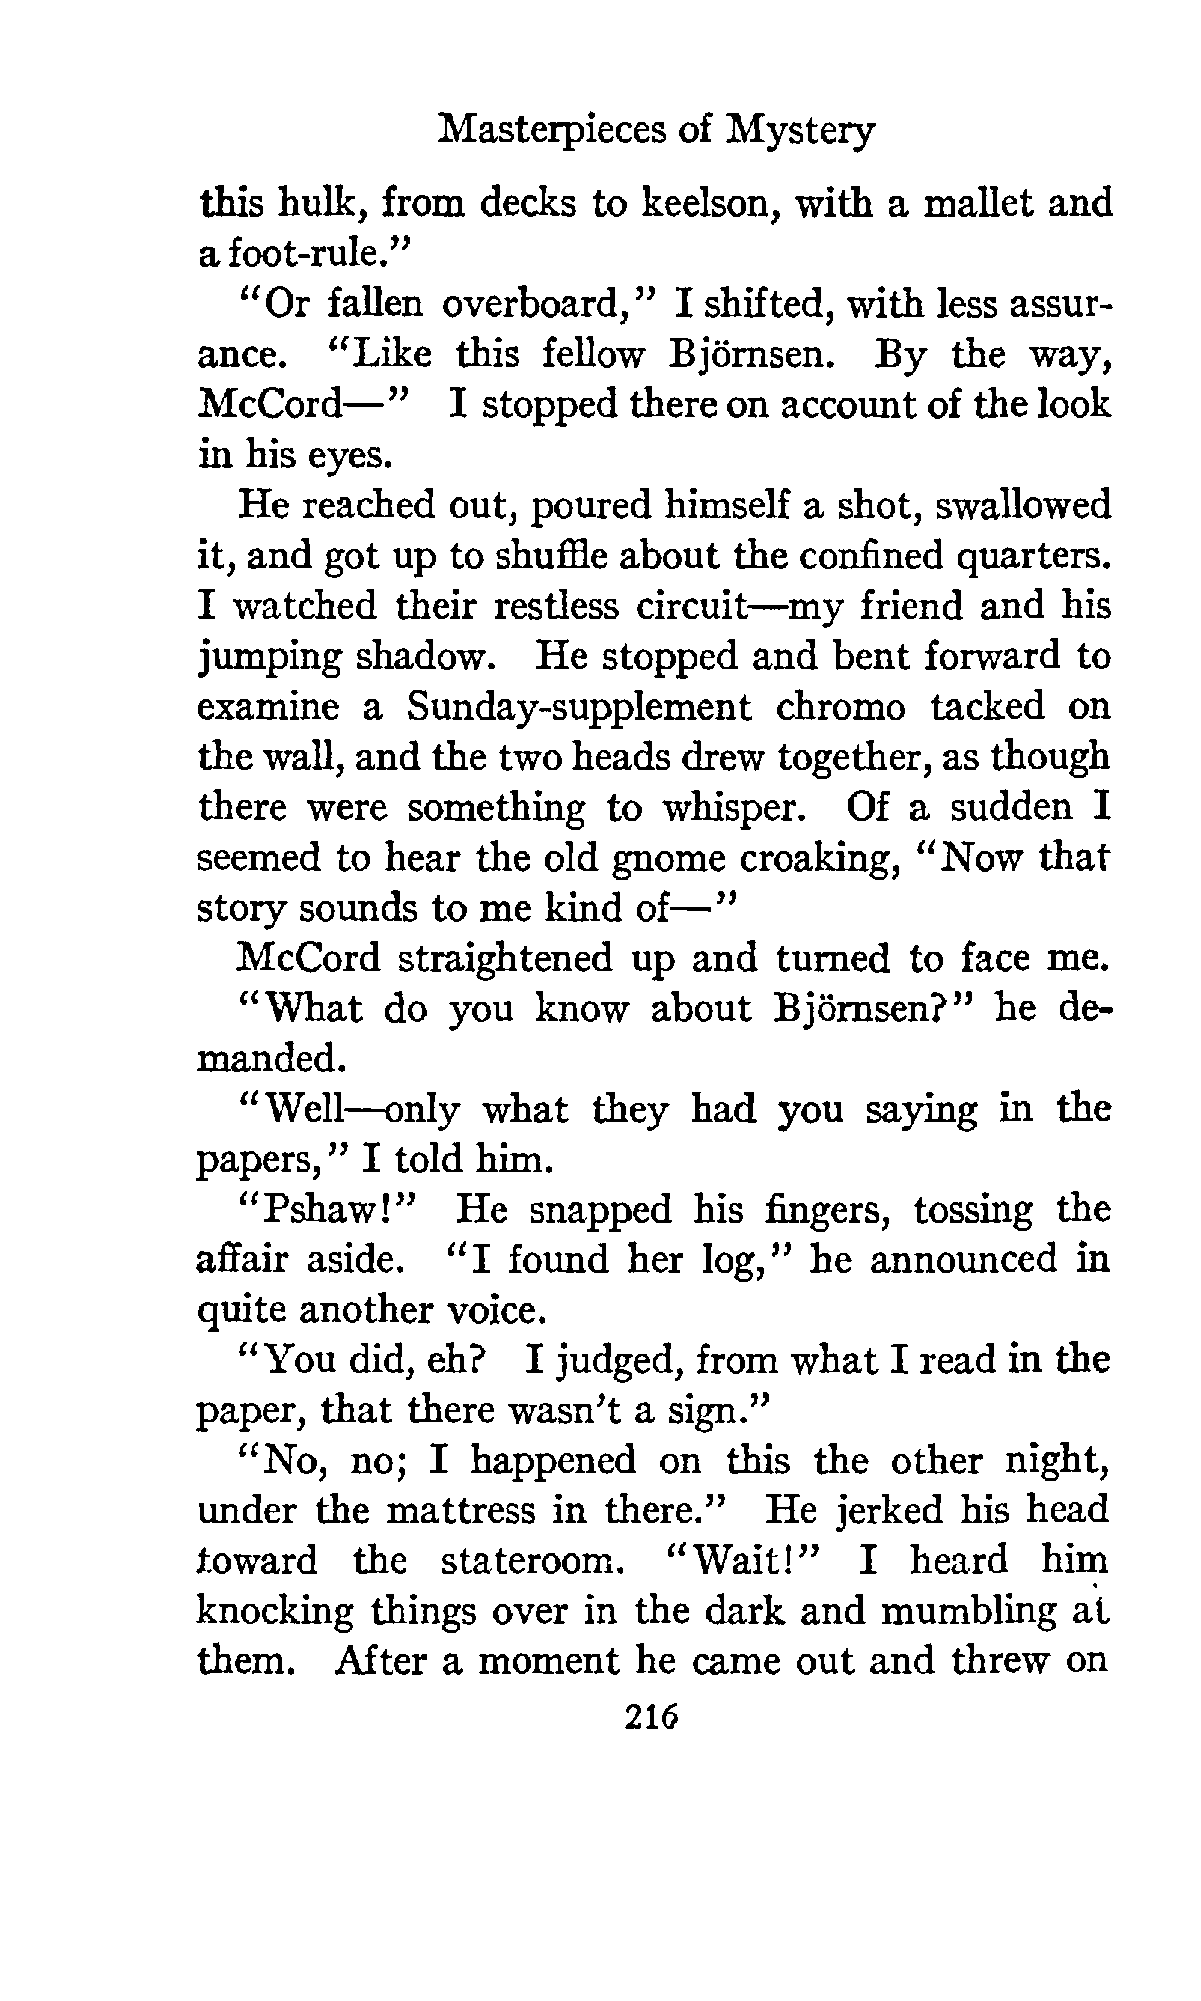 Masterpieces of Mystery
this hulk, from decks to keelson, with a mallet and
a foot-rule."
"Or fallen overboard," I shifted, with less assur-
ance. "Like this fellow Björnsen. By the way,
McCord—" I stopped there on account of the look
in his eyes.
He reached out, poured himself a shot, swallowed
it, and got up to shuffle about the confined quarters.
I watched their restless circuit—my friend and his
jumping shadow. He stopped and bent forward to
examine a Sunday-supplement chromo tacked on
the wall, and the two heads drew together, as though
there were something to whisper. Of a sudden I
seemed to hear the old gnome croaking, "Now that
story sounds to me kind of—"
McCord straightened up and turned to face me.
"What do you know about Björnsen?" he de-
manded.
"Well—only what they had you saying in the
papers," I told him.
"Pshaw!" He snapped his fingers, tossing the
affair aside. "I found her log," he announced in
quite another voice.
"You did, eh? I judged, from what I read in the
paper, that there wasn't a sign."
"No, no; I happened on this the other night,
under the mattress in there." He jerked his head
toward the stateroom. "Wait!" I heard him
knocking things over in the dark and mumbling at
them. After a moment he came out and threw on
216